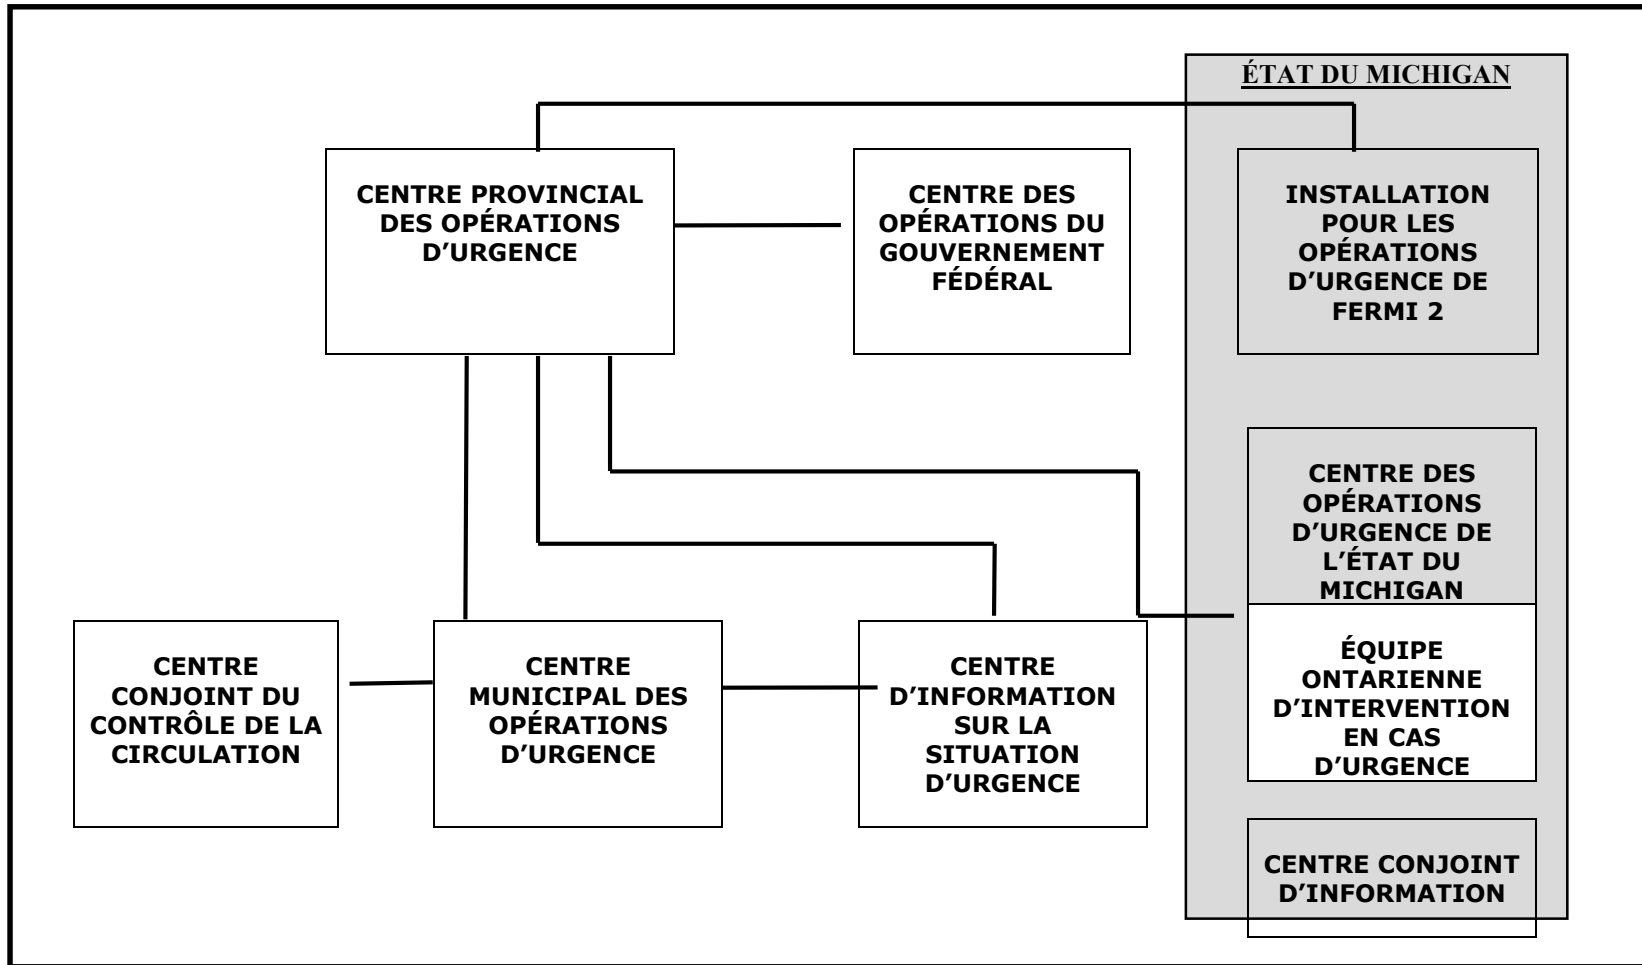 ÉTAT DU MICHIGAN
CENTRE PROVINCIAL
DES OPÉRATIONS
D’URGENCE
CENTRE DES
OPÉRATIONS DU
GOUVERNEMENT
FÉDÉRAL
INSTALLATION
POUR LES
OPÉRATIONS
D’URGENCE DE
FERMI 2
CENTRE DES
OPÉRATIONS
D’URGENCE DE
L’ÉTAT DU
MICHIGAN
CENTRE
CONJOINT DU
CONTRÔLE DE LA
CIRCULATION
CENTRE
MUNICIPAL DES
OPÉRATIONS
D’URGENCE
CENTRE
D’INFORMATION
SUR LA
SITUATION
D’URGENCE
ÉQUIPE
ONTARIENNE
D’INTERVENTION
EN CAS
D’URGENCE
CENTRE CONJOINT
D’INFORMATION